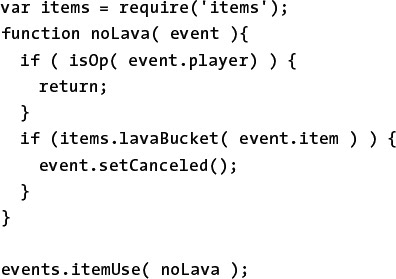 var items = require('items');
function noLava( event ){
  if ( isOp( event.player) ) {
    return;
  }
  if (items.lavaBucket( event.item ) ) {
    event.setCanceled();
  }
}

events.itemUse( noLava );